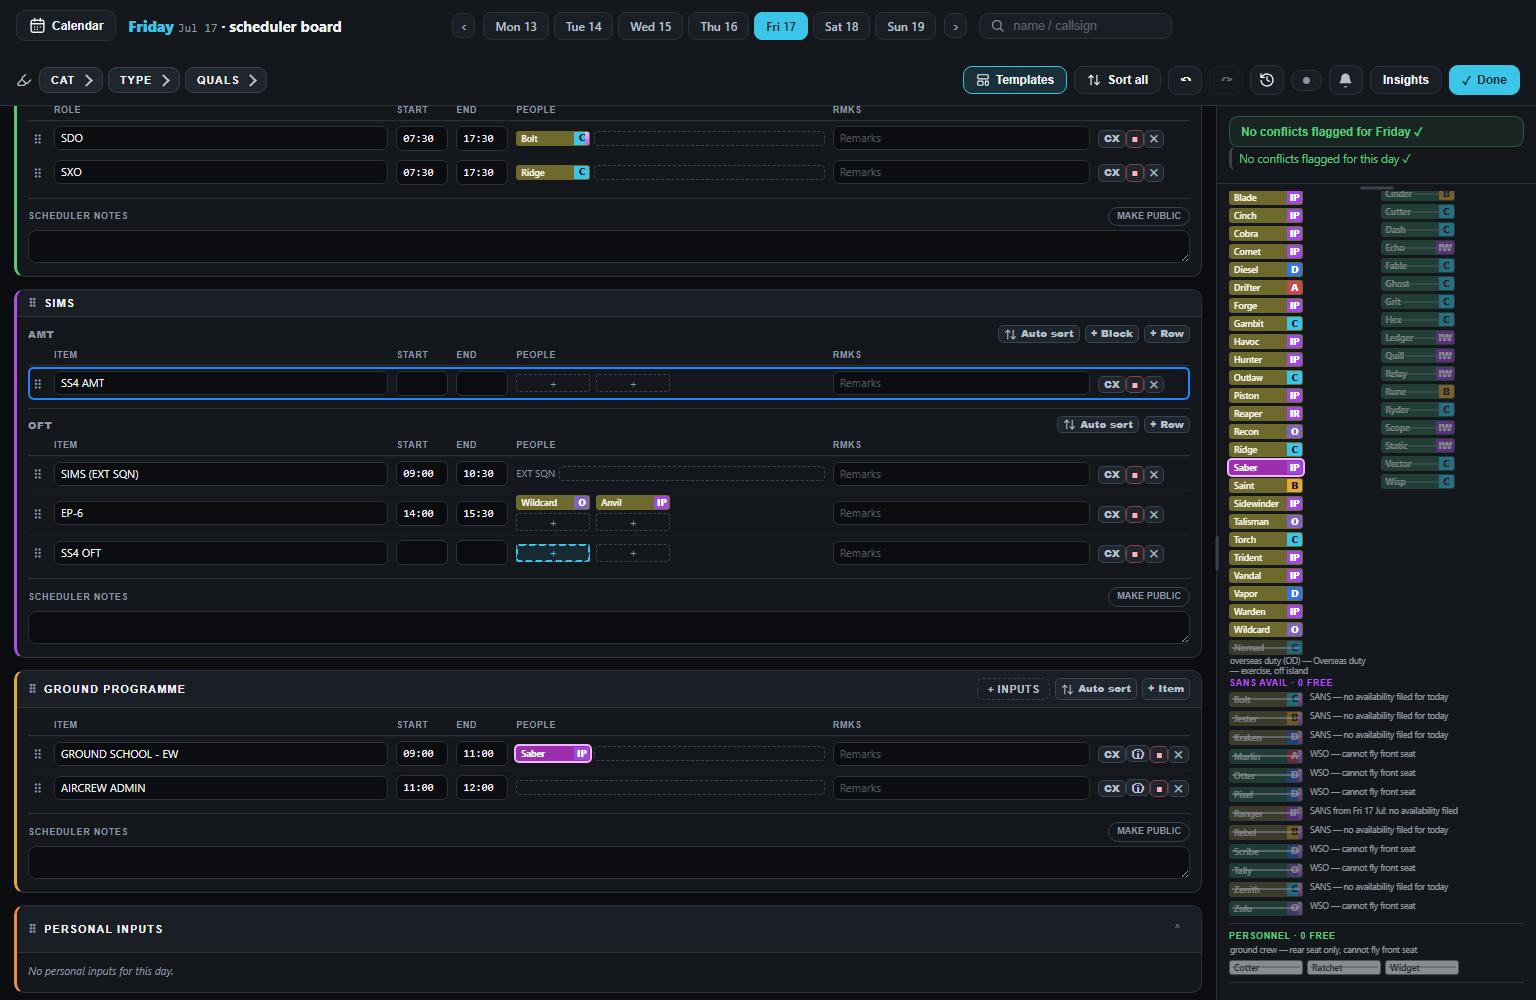 Calendar
Friday Jul 17 · scheduler board
‹ Mon 13 Tue 14 Wed 15 Thu 16 Fri 17 Sat 18 Sun 19 ›
name / callsign
CAT TYPE QUALS
Templates Sort all Insights ✓ Done
ROLE START END PEOPLE RMKS
SDO 07:30 17:30 Bolt C Remarks CX
SXO 07:30 17:30 Ridge C Remarks CX
SCHEDULER NOTES MAKE PUBLIC
SIMS
AMT Auto sort + Block + Row
ITEM START END PEOPLE RMKS
SS4 AMT + + Remarks CX
OFT Auto sort + Row
ITEM START END PEOPLE RMKS
SIMS (EXT SQN) 09:00 10:30 EXT SQN Remarks CX
EP-6 14:00 15:30 Wildcard O Anvil IP Remarks CX
+ +
SS4 OFT + + Remarks CX
SCHEDULER NOTES MAKE PUBLIC
GROUND PROGRAMME + INPUTS Auto sort + Item
ITEM START END PEOPLE RMKS
GROUND SCHOOL - EW 09:00 11:00 Saber IP Remarks CX
AIRCREW ADMIN 11:00 12:00 Remarks CX
SCHEDULER NOTES MAKE PUBLIC
PERSONAL INPUTS
No personal inputs for this day.
No conflicts flagged for Friday ✓
No conflicts flagged for this day ✓
Blade IP
Cinch IP
Cobra IP
Comet IP
Diesel D
Drifter A
Forge IP
Gambit C
Havoc IP
Hunter IP
Outlaw C
Piston IP
Reaper IR
Recon O
Ridge C
Saber IP
Saint B
Sidewinder IP
Talisman O
Torch C
Trident IP
Vandal IP
Vapor D
Warden IP
Wildcard O
Nomad C
overseas duty (OD) — Overseas duty
— exercise, off island
Cinder B
Cutter C
Dash C
Echo IW
Fable C
Ghost C
Grit C
Hex C
Ledger IW
Quill IW
Relay IW
Rune B
Ryder C
Scope IW
Static IW
Vector C
Wisp C
SANS AVAIL · 0 FREE
Bolt C SANS — no availability filed for today
Jester B SANS — no availability filed for today
Kraken D SANS — no availability filed for today
Marlin A WSO — cannot fly front seat
Otter D WSO — cannot fly front seat
Pixel D WSO — cannot fly front seat
Ranger IP SANS from Fri 17 Jul: no availability filed
Rebel B SANS — no availability filed for today
Scribe D WSO — cannot fly front seat
Tally O WSO — cannot fly front seat
Zenith C SANS — no availability filed for today
Zulu O WSO — cannot fly front seat
PERSONNEL · 0 FREE
ground crew — rear seat only, cannot fly front seat
Cotter Ratchet Widget